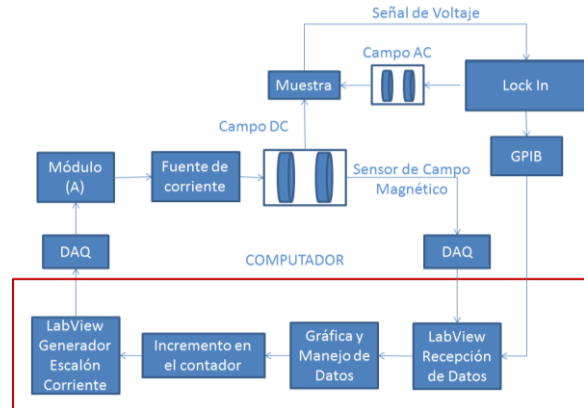 Señal de Voltaje
Campo AC
Muestra
Lock In
Campo DC
Módulo
(A)
Fuente de
corriente
Sensor de Campo
Magnético
GPIB
DAQ
COMPUTADOR
DAQ
LabView
Generador
Escalón
Corriente
Incremento en
el contador
Gráfica y
Manejo de
Datos
LabView
Recepción
de Datos